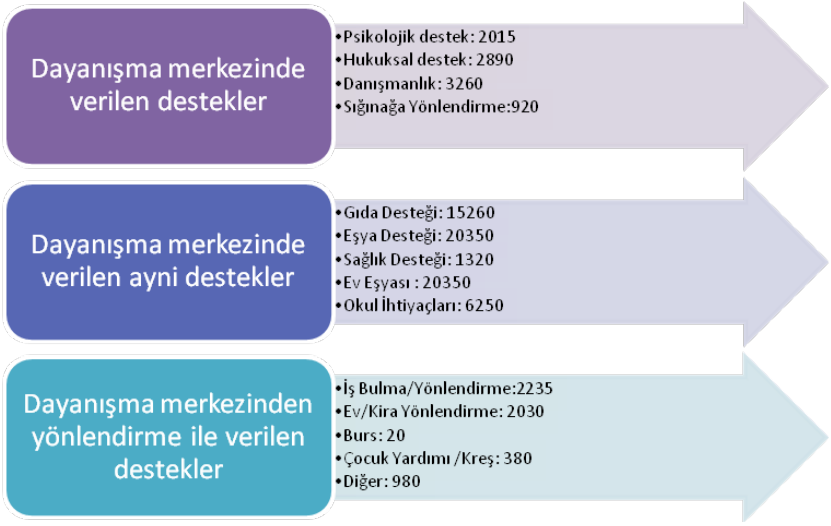 Dayanışma merkezinde
verilen destekler
•Psikolojik destek: 2015
•Hukuksal destek: 2890
•Danışmanlık: 3260
•Sığınağa Yönlendirme:920
Dayanışma merkezinde
verilen ayni destekler
•Gıda Desteği: 15260
•Eşya Desteği: 20350
•Sağlık Desteği: 1320
•Ev Eşyası : 20350
•Okul İhtiyaçları: 6250
Dayanışma merkezinden
yönlendirme ile verilen
destekler
•İş Bulma/Yönlendirme:2235
•Ev/Kira Yönlendirme: 2030
•Burs: 20
•Çocuk Yardımı /Kreş: 380
•Diğer: 980